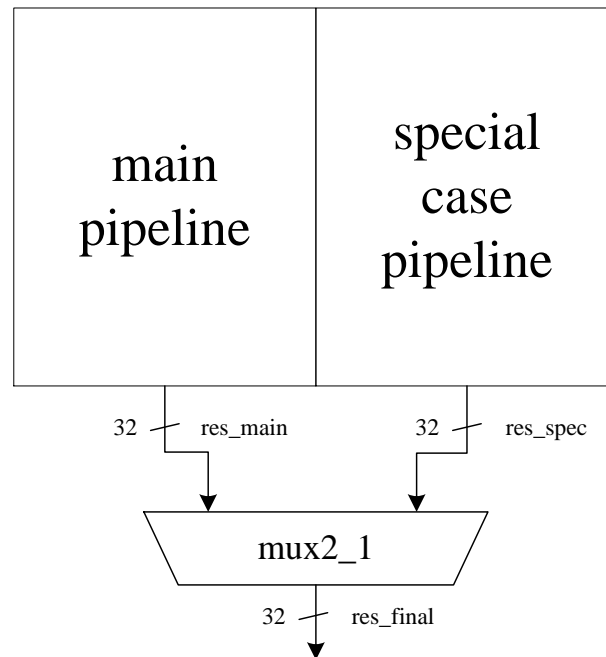 main
pipeline
special
case
pipeline
32 res_main
32 res_spec
mux2_1
32 res_final